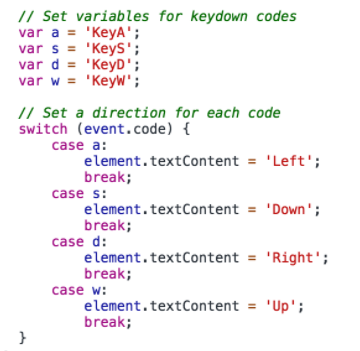 // Set variables for keydown codes
var a = 'KeyA';
var s = 'KeyS';
var d = 'KeyD';
var w = 'KeyW';

// Set a direction for each code
switch (event.code) {
    case a:
        element.textContent = 'Left';
        break;
    case s:
        element.textContent = 'Down';
        break;
    case d:
        element.textContent = 'Right';
        break;
    case w:
        element.textContent = 'Up';
        break;
}